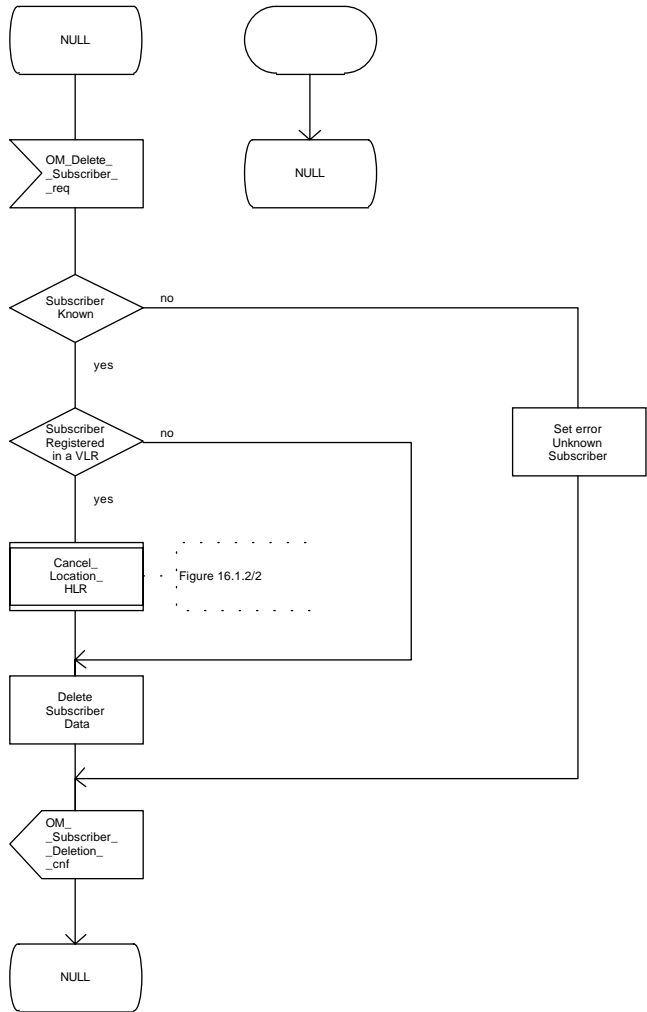 NULL
OM_Delete_
_Subscriber_
_req
NULL
Subscriber
Known
no
yes
Subscriber
Registered
in a VLR
no
Set error
Unknown
Subscriber
yes
Cancel_
Location_
HLR
Figure 16.1.2/2
Delete
Subscriber
Data
OM_
_Subscriber_
_Deletion_
_cnf
NULL